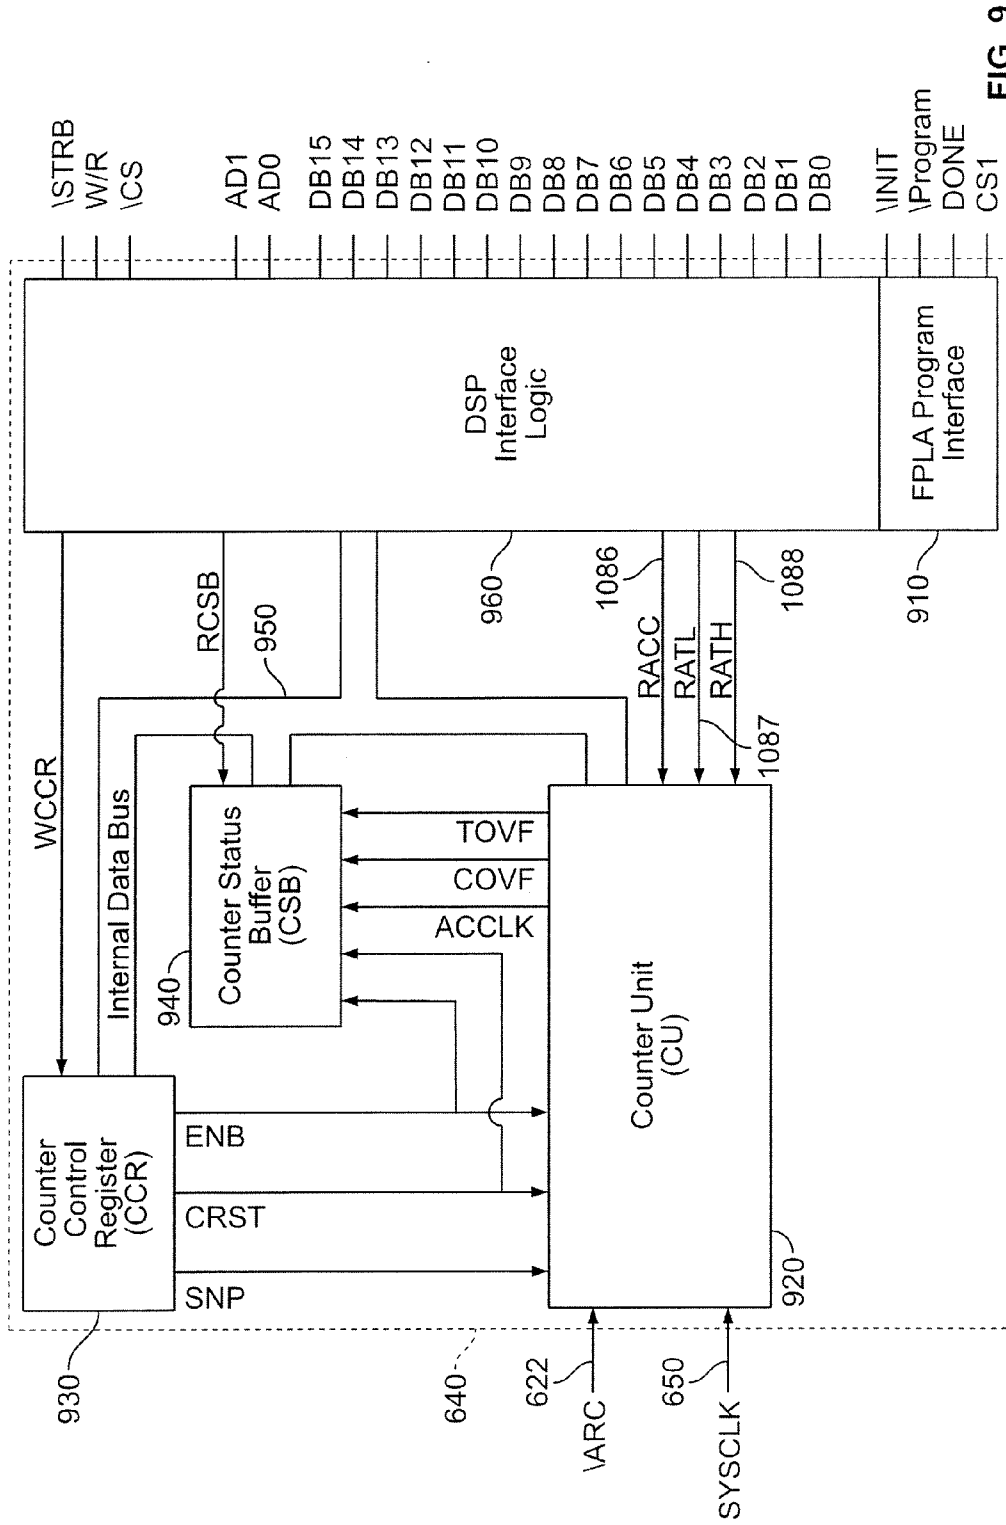 \STRB
W/R
\CS
AD1
AD0
DB15
DB14
DB13
DB12
DB11
DB10
DB9
DB8
DB7
DB6
DB5
DB4
DB3
DB2
DB1
DB0
\INIT
\Program
DONE
CS1
DSP
Interface
Logic
960
FPLA Program
Interface
910
WCCR
RCSB
950
Internal Data Bus
RACC
1086
RATL
1087
RATH
1088
Counter Status
Buffer
(CSB)
940
TOVF
COVF
ACCLK
Counter
Control
Register
(CCR)
930
ENB
CRST
SNP
Counter Unit
(CU)
920
640
622
\ARC
650
SYSCLK
FIG. 9